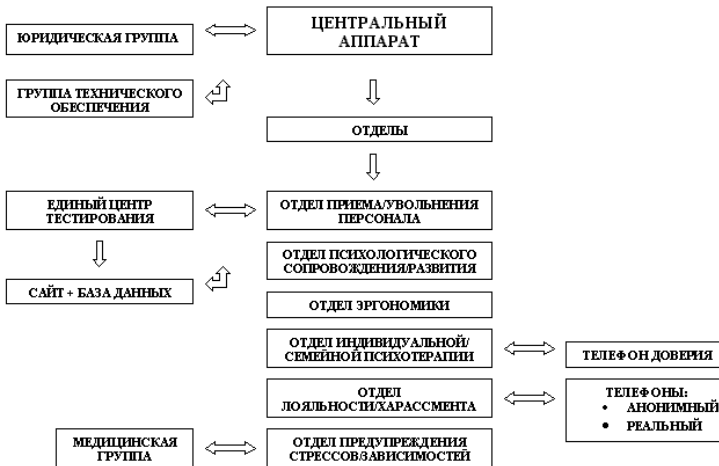 ЮРИДИЧЕСКАЯ ГРУППА
ЦЕНТРАЛЬНЫЙ
АППАРАТ
ГРУППА ТЕХНИЧЕСКОГО
ОБЕСПЕЧЕНИЯ
ОТДЕЛЫ
ЕДИНЫЙ ЦЕНТР
ТЕСТИРОВАНИЯ
ОТДЕЛ ПРИЕМА/УВОЛЬНЕНИЯ
ПЕРСОНАЛА
ОТДЕЛ ПСИХОЛОГИЧЕСКОГО
СОПРОВОЖДЕНИЯ/РАЗВИТИЯ
САЙТ + БАЗА ДАННЫХ
ОТДЕЛ ЭРГОНОМИКИ
ОТДЕЛ ИНДИВИДУАЛЬНОЙ/
СЕМЕЙНОЙ ПСИХОТЕРАПИИ
ТЕЛЕФОН ДОВЕРИЯ
ОТДЕЛ
ЛОЯЛЬНОСТИ/ХАРАССМЕНТА
ТЕЛЕФОНЫ:
• АНОНИМНЫЙ
• РЕАЛЬНЫЙ
МЕДИЦИНСКАЯ
ГРУППА
ОТДЕЛ ПРЕДУПРЕЖДЕНИЯ
СТРЕССОВ/ЗАВИСИМОСТЕЙ